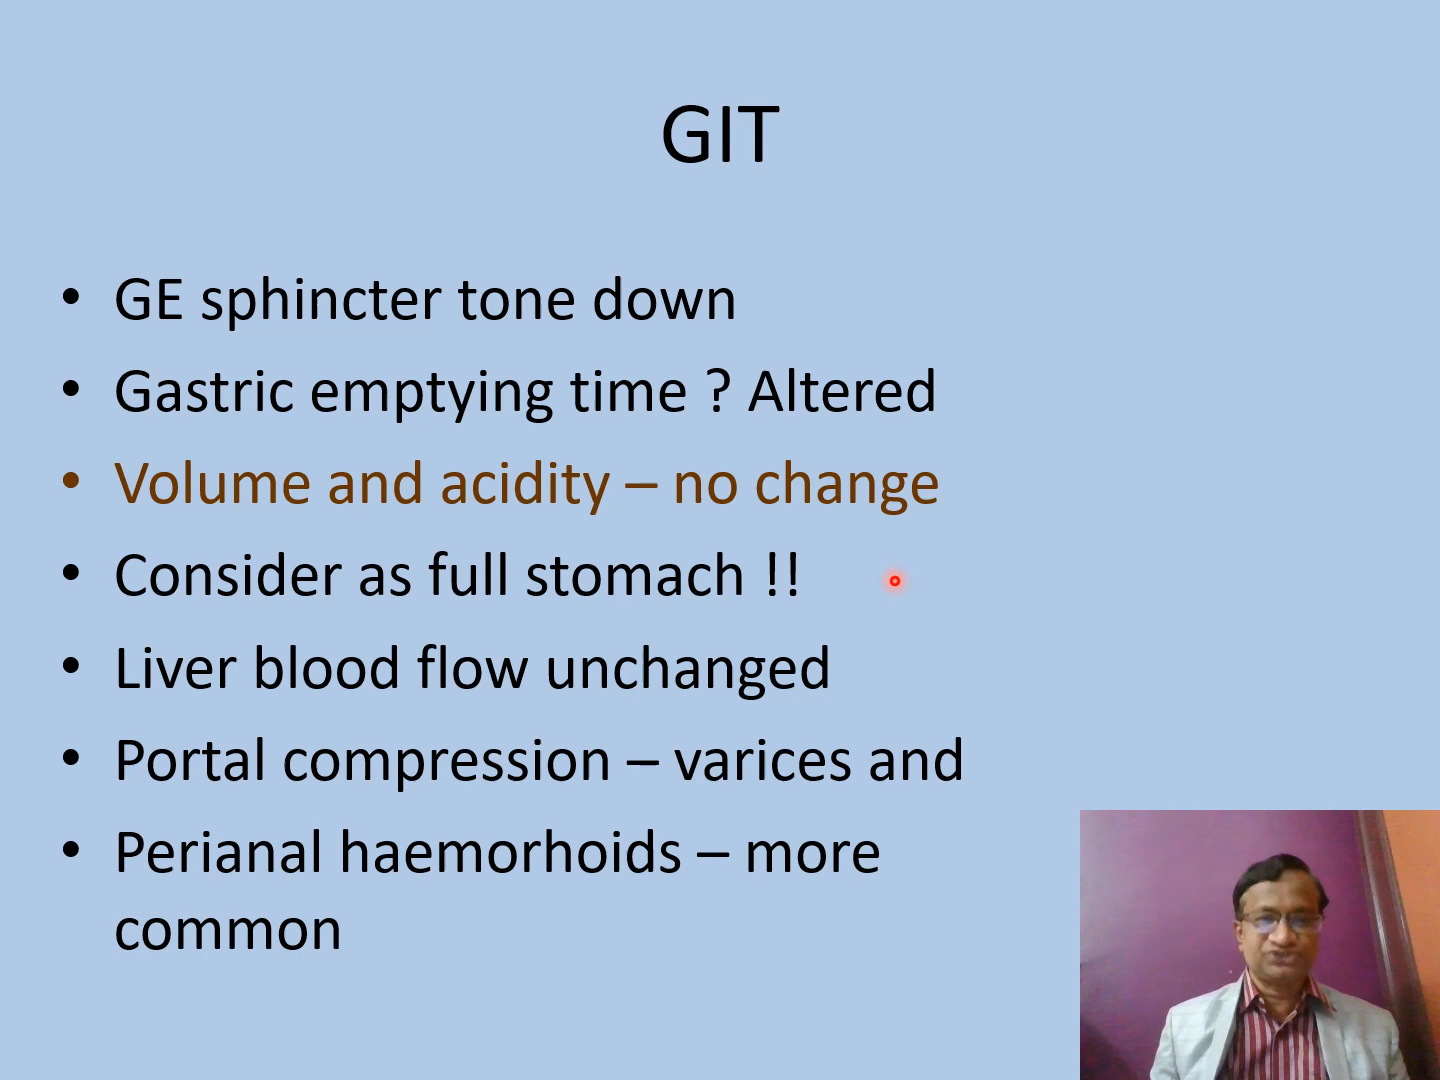 GIT
• GE sphincter tone down
• Gastric emptying time ? Altered
• Volume and acidity – no change
• Consider as full stomach !!
• Liver blood flow unchanged
• Portal compression – varices and
• Perianal haemorhoids – more
common